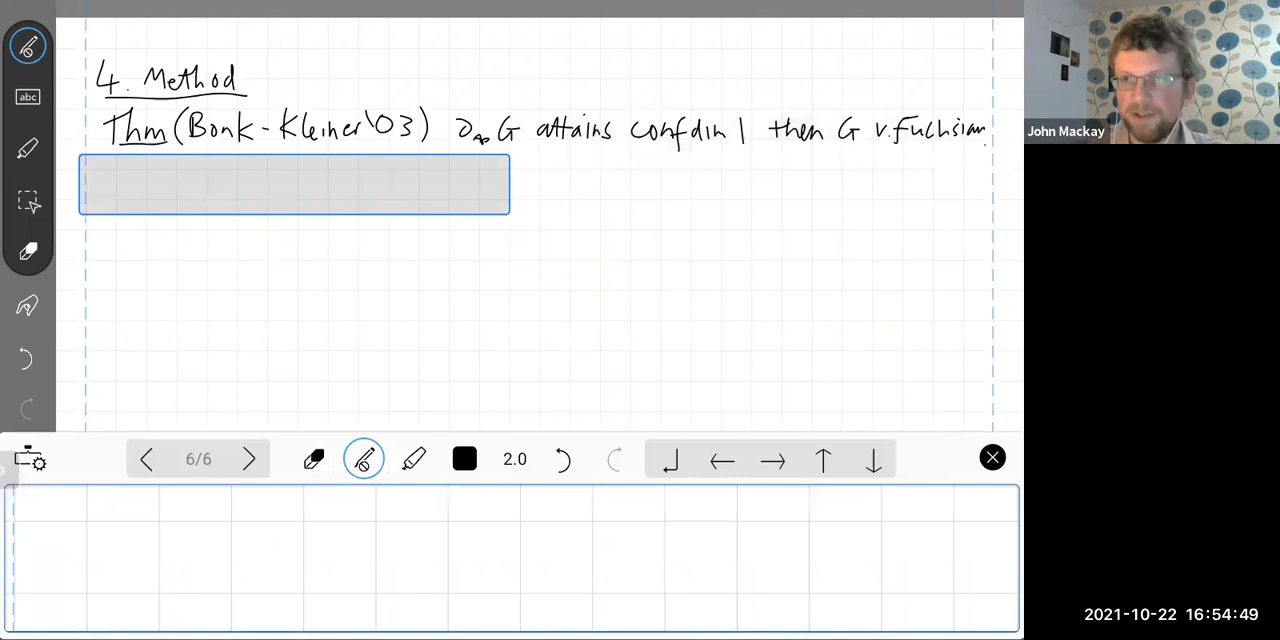 4. Method
Thm (Bonk - Kleiner '03) ∂∞ G attains confdim 1 then G v. Fuchsian.
John Mackay
abc
6/6
2.0
2021-10-22 16:54:49